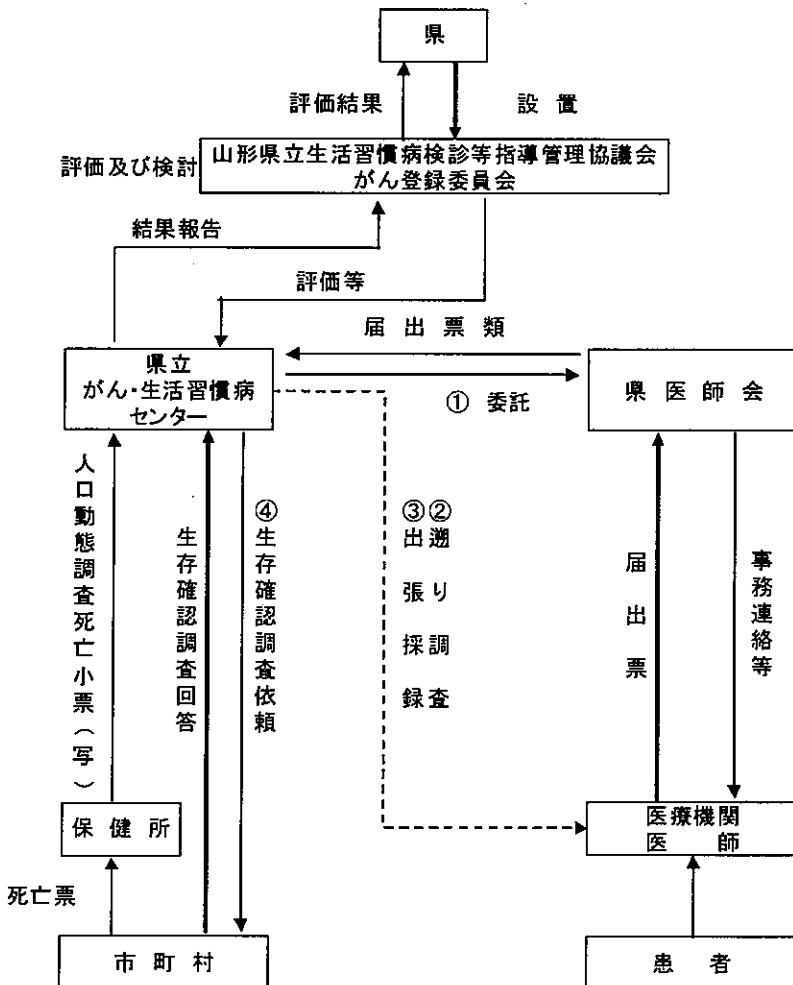 県
評価結果
設 置
評価及び検討
山形県立生活習慣病検診等指導管理協議会
がん登録委員会
結果報告
評価等
届 出 票 類
県立
がん・生活習慣病
センター
① 委託
県 医 師 会
人口動態調査死亡小票(写)
生存確認調査回答
④生存確認調査依頼
②遡り調査
③出張採録
届出票
事務連絡等
保 健 所
医療機関
医 師
死亡票
市 町 村
患 者